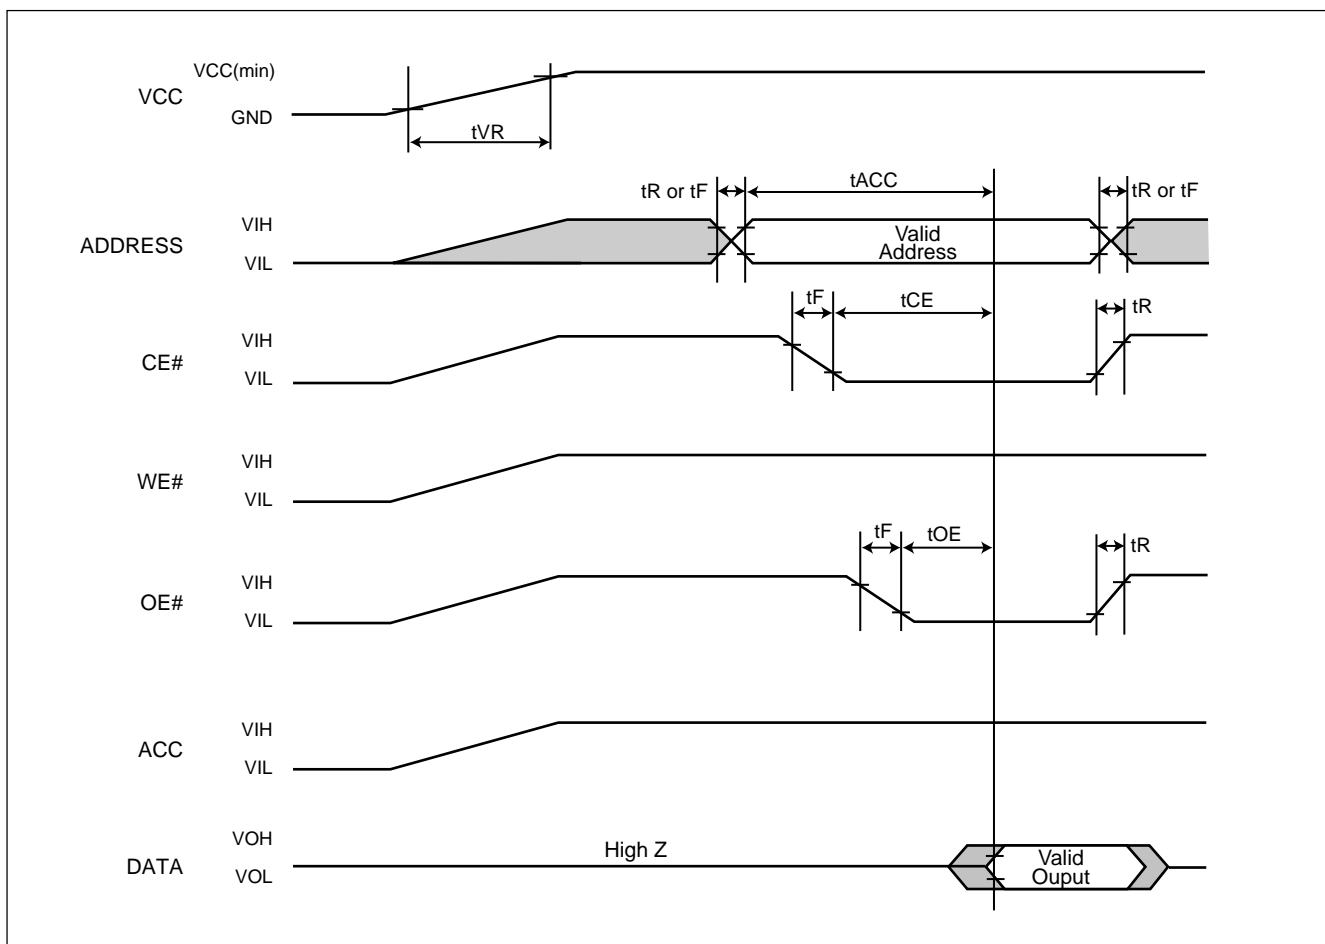 VCC(min)
VCC
GND
tVR
tR or tF
tACC
tR or tF
VIH
ADDRESS
VIL
Valid
Address
tF
tCE
tR
VIH
CE#
VIL
VIH
WE#
VIL
tF
tOE
tR
VIH
OE#
VIL
VIH
ACC
VIL
VOH
DATA
VOL
High Z
Valid
Ouput